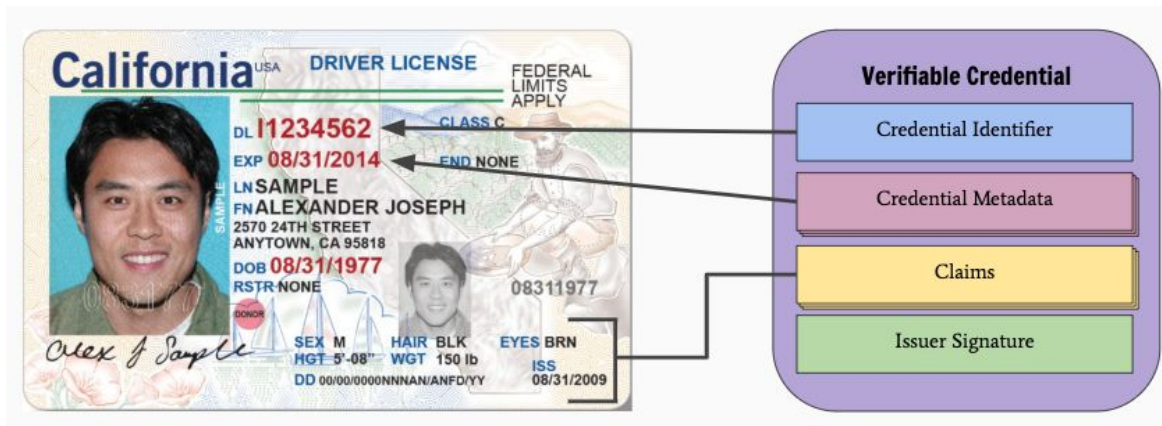 California USA DRIVER LICENSE
FEDERAL
LIMITS
APPLY
DL I1234562
CLASS C
EXP 08/31/2014
END NONE
LN SAMPLE
FN ALEXANDER JOSEPH
2570 24TH STREET
ANYTOWN, CA 95818
DOB 08/31/1977
RSTR NONE
08311977
SAMPLE
DONOR
Alex J Sample
SEX M HAIR BLK EYES BRN
HGT 5'-08" WGT 150 lb
ISS
DD 00/00/0000NNNAN/ANFD/YY 08/31/2009
Verifiable Credential
Credential Identifier
Credential Metadata
Claims
Issuer Signature